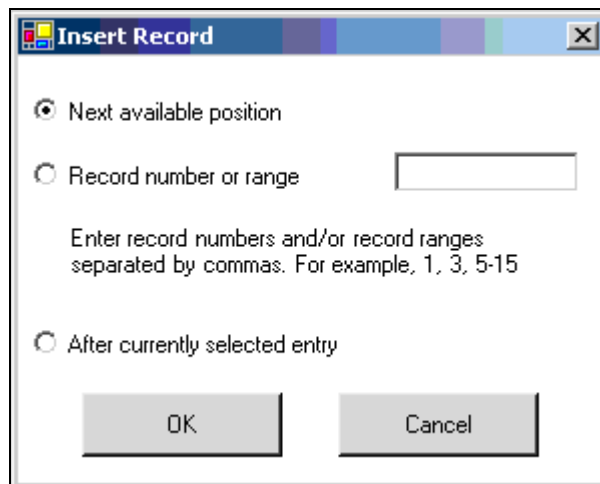 Insert Record
Next available position
Record number or range
Enter record numbers and/or record ranges
separated by commas. For example, 1, 3, 5-15
After currently selected entry
OK Cancel